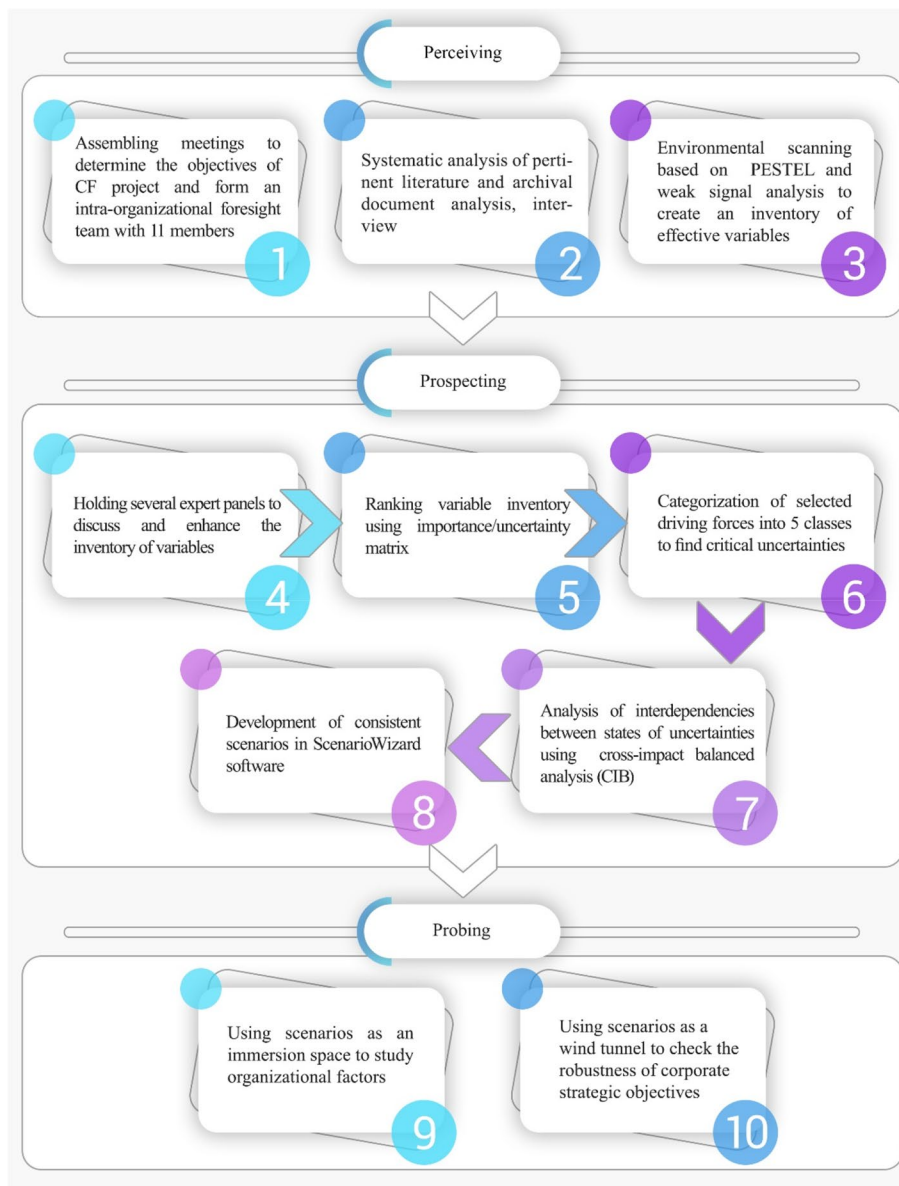 Perceiving
Assembling meetings to
determine the objectives of
CF project and form an
intra-organizational foresight
team with 11 members
1
Systematic analysis of perti-
nent literature and archival
document analysis, inter-
view
2
Environmental scanning
based on PESTEL and
weak signal analysis to
create an inventory of
effective variables
3
Prospecting
Holding several expert panels to
discuss and enhance the
inventory of variables
4
Ranking variable inventory
using importance/uncertainty
matrix
5
Categorization of selected
driving forces into 5 classes
to find critical uncertainties
6
Analysis of interdependencies
between states of uncertainties
using cross-impact balanced
analysis (CIB)
7
Development of consistent
scenarios in ScenarioWizard
software
8
Probing
Using scenarios as an
immersion space to study
organizational factors
9
Using scenarios as a
wind tunnel to check the
robustness of corporate
strategic objectives
10